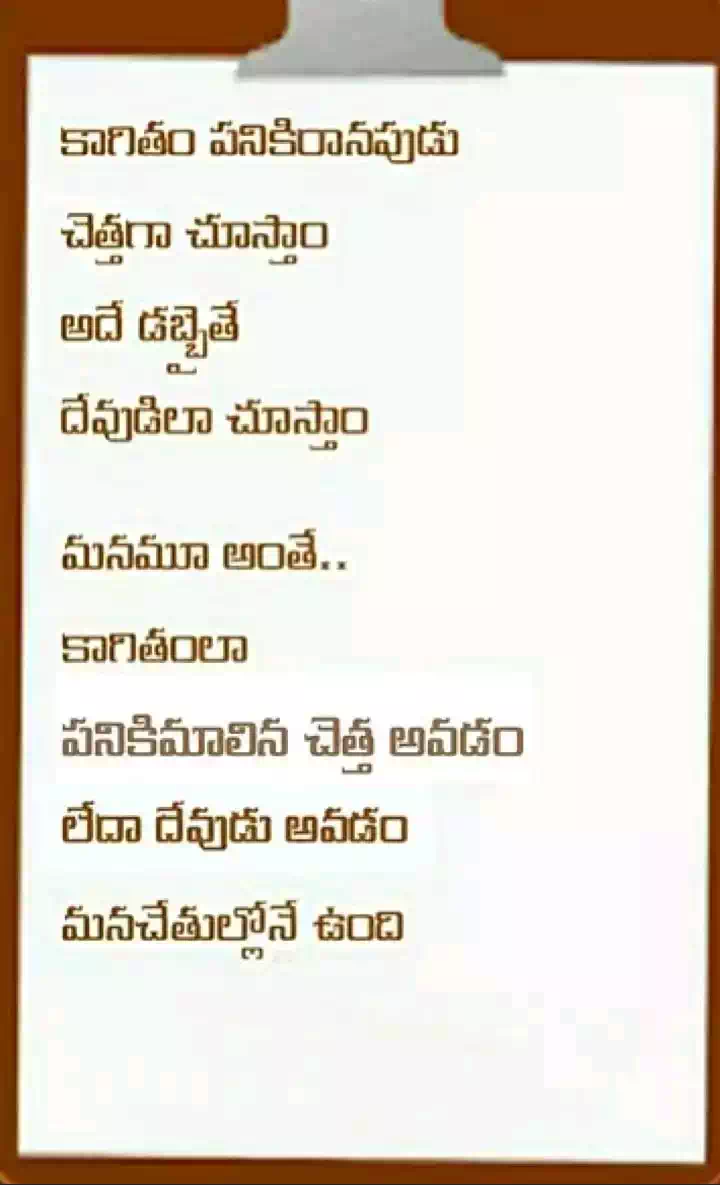 కాగితం పనికిరానపుడు
చెత్తగా చూస్తాం
అదే డబ్బైతే
దేవుడిలా చూస్తాం
మనమూ అంతే..
కాగితంలా
పనికిమాలిన చెత్త అవడం
లేదా దేవుడు అవడం
మనచేతుల్లోనే ఉంది